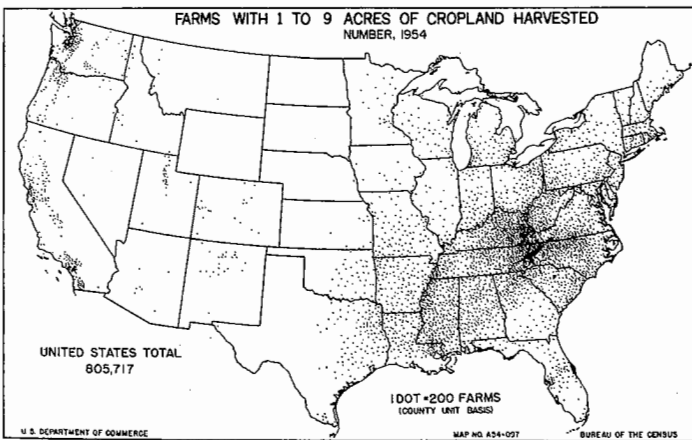 FARMS WITH 1 TO 9 ACRES OF CROPLAND HARVESTED
NUMBER, 1954
UNITED STATES TOTAL
805,717
1 DOT = 200 FARMS
(COUNTY UNIT BASIS)
U. S. DEPARTMENT OF COMMERCE
MAP NO. A54-097
BUREAU OF THE CENSUS